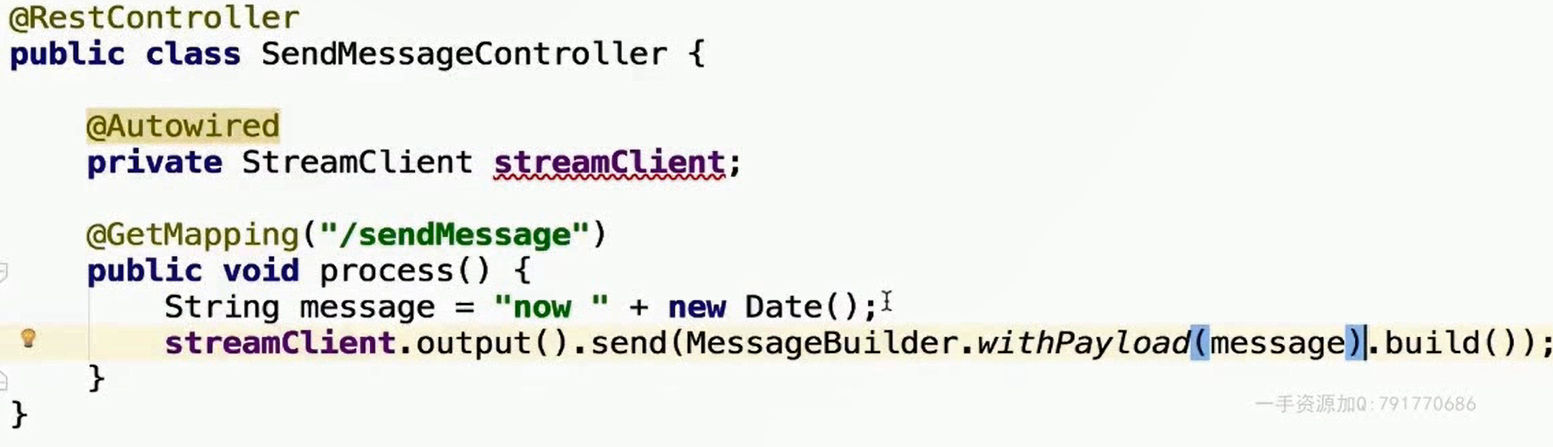 @RestController
public class SendMessageController {
@Autowired
private StreamClient streamClient;
@GetMapping("/sendMessage")
public void process() {
String message = "now " + new Date();
streamClient.output().send(MessageBuilder.withPayload(message).build());
}
}
一手资源加Q:791770686